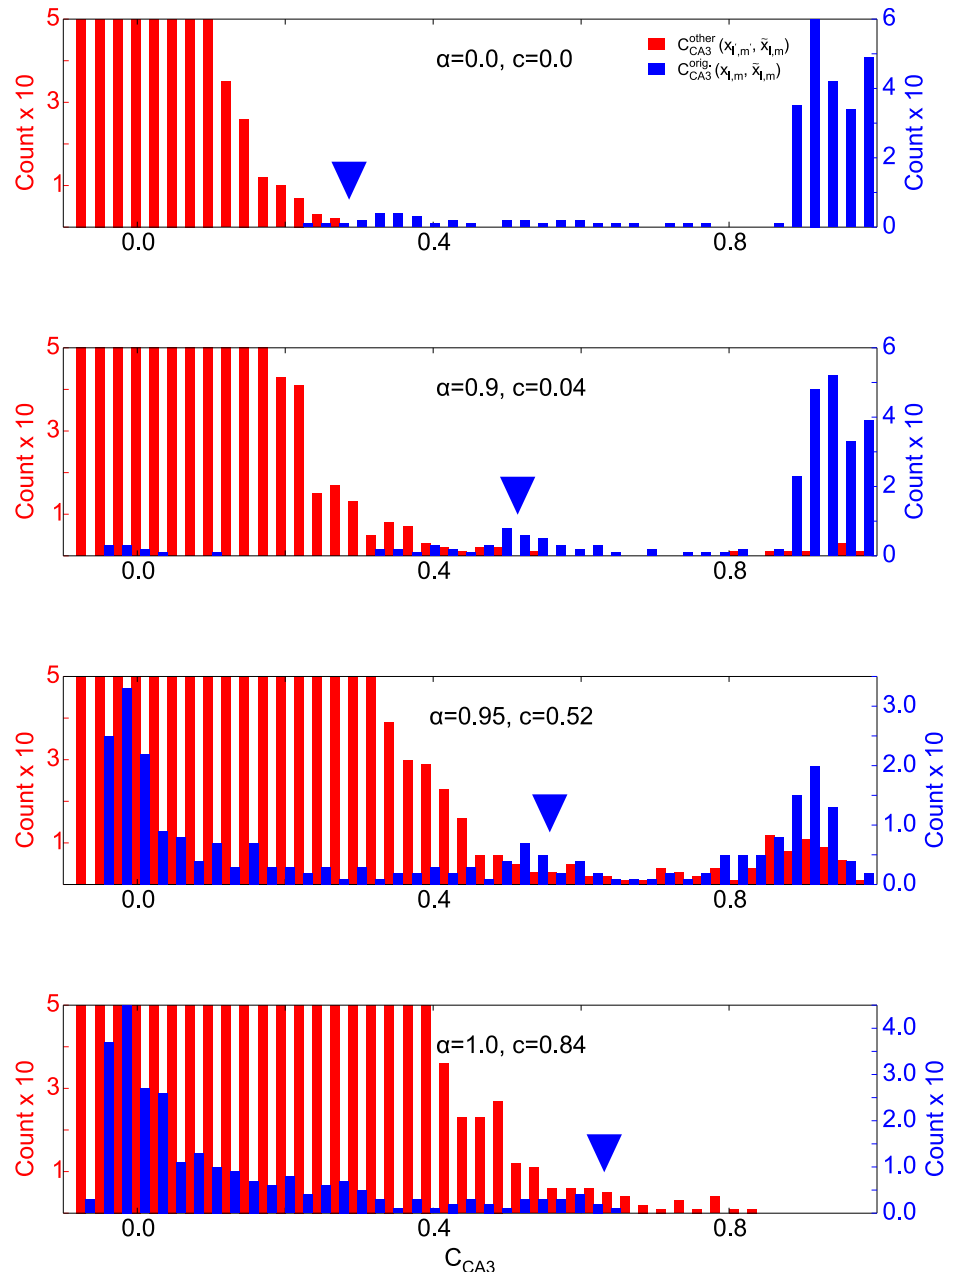 5
3
1
Count x 10
α=0.0, c=0.0
C_CA3^other (x_l',m', x̃_l,m)
C_CA3^orig. (x_l,m, x̃_l,m)
6
4
2
0
Count x 10
0.0 0.4 0.8
5
3
1
Count x 10
α=0.9, c=0.04
6
4
2
0
Count x 10
0.0 0.4 0.8
5
3
1
Count x 10
α=0.95, c=0.52
3.0
2.0
1.0
0.0
Count x 10
0.0 0.4 0.8
5
3
1
Count x 10
α=1.0, c=0.84
4.0
3.0
2.0
1.0
0.0
Count x 10
0.0 0.4 0.8
C_CA3